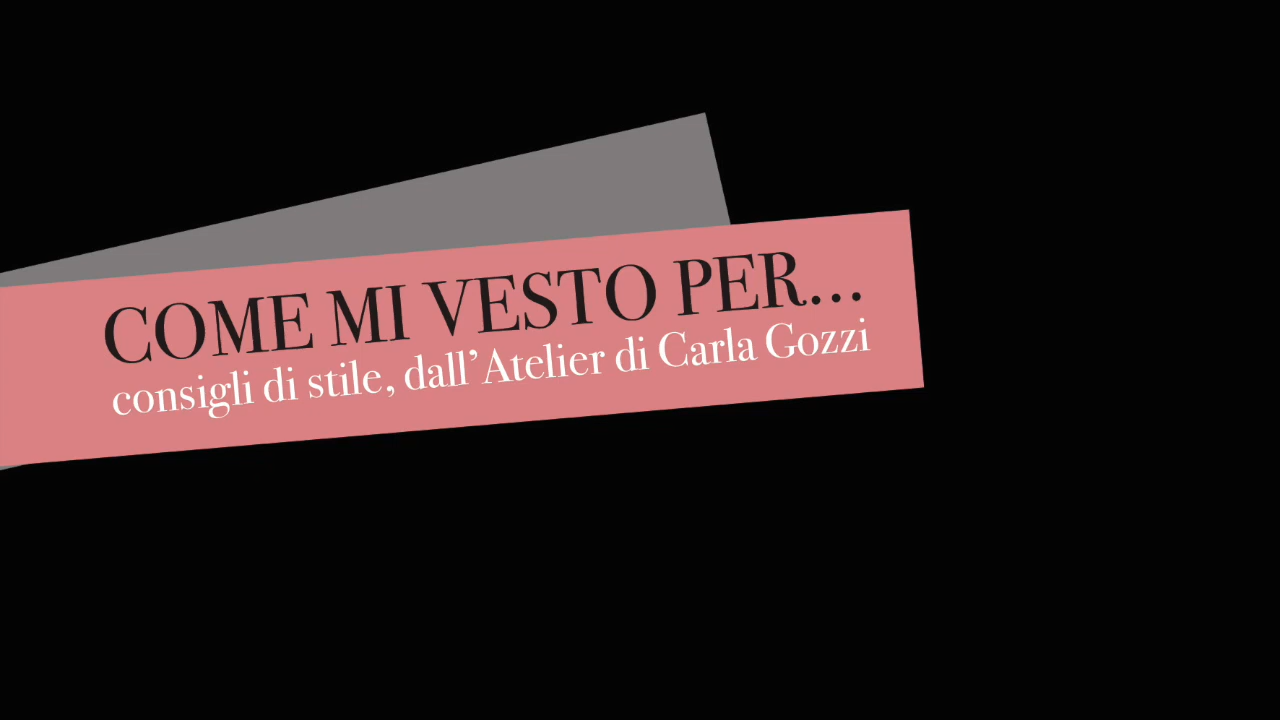 COME MI VESTO PER...
consigli di stile, dall'Atelier di Carla Gozzi